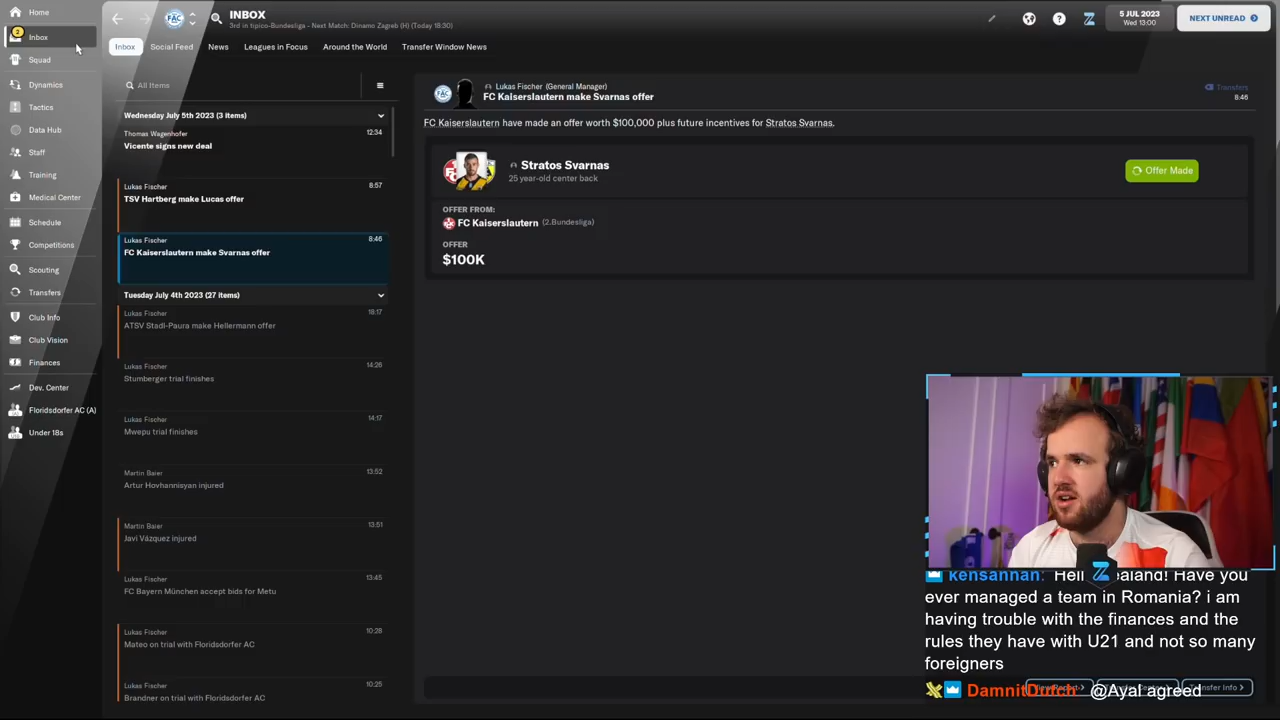 Home
2
Inbox
Squad
Dynamics
Tactics
Data Hub
Staff
Training
Medical Center
Schedule
Competitions
Scouting
Transfers
Club Info
Club Vision
Finances
Dev. Center
Floridsdorfer AC (A)
Under 18s
FAC
INBOX
3rd in tipico-Bundesliga - Next Match: Dinamo Zagreb (H) (Today 18:30)
5 JUL 2023
Wed 13:00
NEXT UNREAD
Inbox
Social Feed
News
Leagues in Focus
Around the World
Transfer Window News
All Items
Wednesday July 5th 2023 (3 items)
Thomas Wagenhofer
12:34
Vicente signs new deal
Lukas Fischer
8:57
TSV Hartberg make Lucas offer
Lukas Fischer
8:46
FC Kaiserslautern make Svarnas offer
Tuesday July 4th 2023 (27 items)
Lukas Fischer
18:17
ATSV Stadl-Paura make Hellermann offer
Lukas Fischer
14:26
Stumberger trial finishes
Lukas Fischer
14:17
Mwepu trial finishes
Martin Baier
13:52
Artur Hovhannisyan injured
Martin Baier
13:51
Javi Vázquez injured
Lukas Fischer
13:45
FC Bayern München accept bids for Metu
Lukas Fischer
10:28
Mateo on trial with Floridsdorfer AC
Lukas Fischer
10:25
Brandner on trial with Floridsdorfer AC
FAC
Lukas Fischer (General Manager)
FC Kaiserslautern make Svarnas offer
Transfers
8:46
FC Kaiserslautern have made an offer worth $100,000 plus future incentives for Stratos Svarnas.
Stratos Svarnas
25 year-old center back
Offer Made
OFFER FROM:
FC Kaiserslautern (2.Bundesliga)
OFFER
$100K
kensannan: Hell ealand! Have you
ever managed a team in Romania? i am
having trouble with the finances and the
rules they have with U21 and not so many
foreigners
DamnitDutch @Ayal agreed
Info